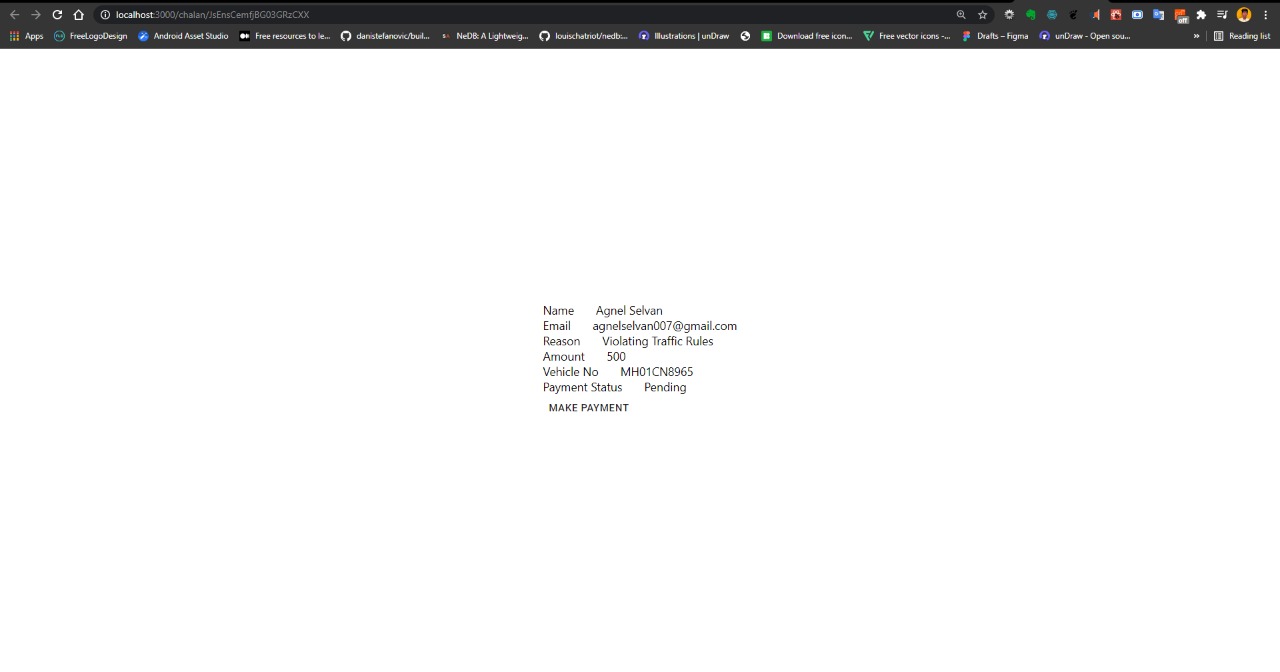 localhost:3000/chalan/JsEnsCemfjBG03GRzCXX
off
Apps FreeLogoDesign Android Asset Studio Free resources to le... danistefanovic/buil... NeDB: A Lightweig... louischatriot/nedb:... Illustrations | unDraw Download free icon... Free vector icons -... Drafts – Figma unDraw - Open sou... » Reading list
Name Agnel Selvan
Email agnelselvan007@gmail.com
Reason Violating Traffic Rules
Amount 500
Vehicle No MH01CN8965
Payment Status Pending
MAKE PAYMENT